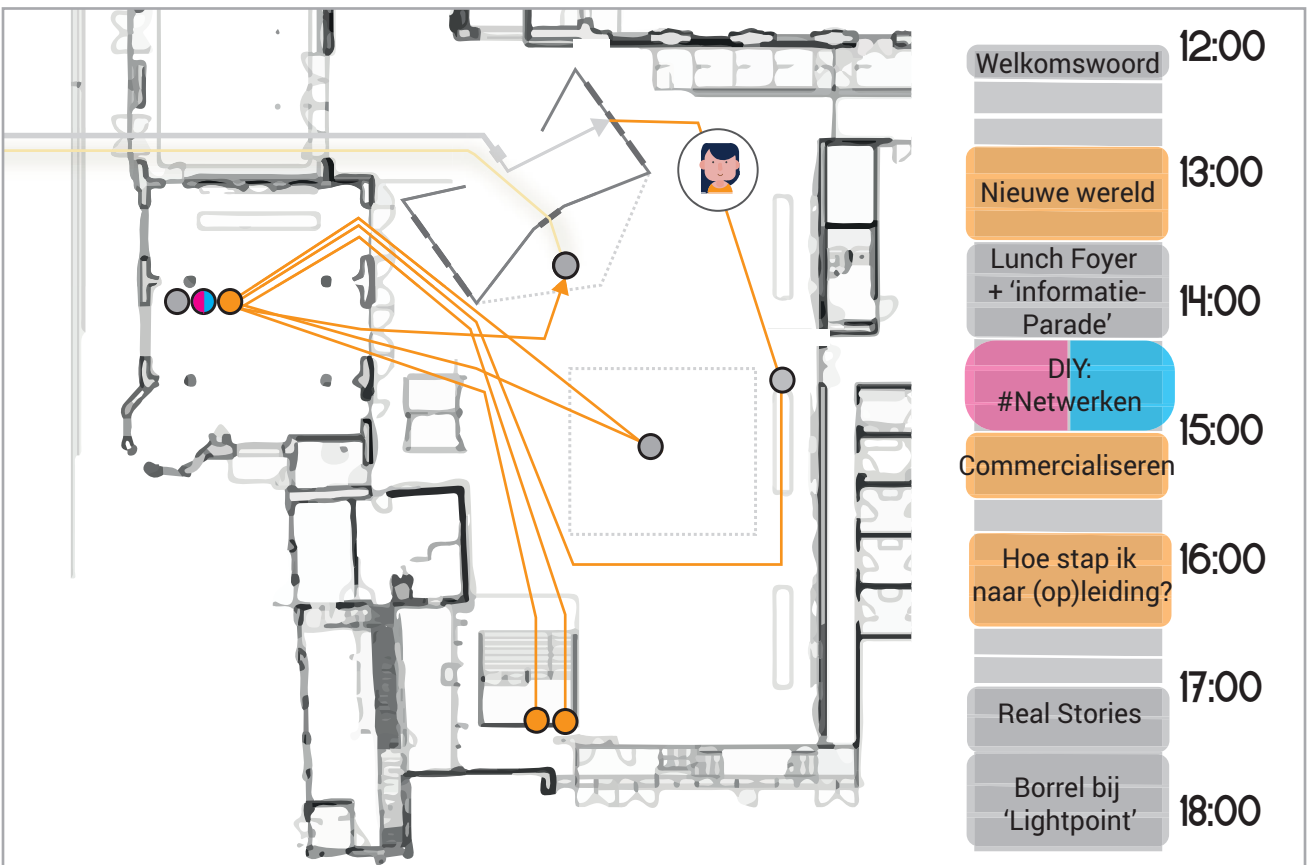 Welkomswoord
12:00
13:00
Nieuwe wereld
Lunch Foyer
+ ‘informatie-
Parade’
14:00
DIY:
#Netwerken
15:00
Commercialiseren
16:00
Hoe stap ik
naar (op)leiding?
17:00
Real Stories
Borrel bij
‘Lightpoint’
18:00